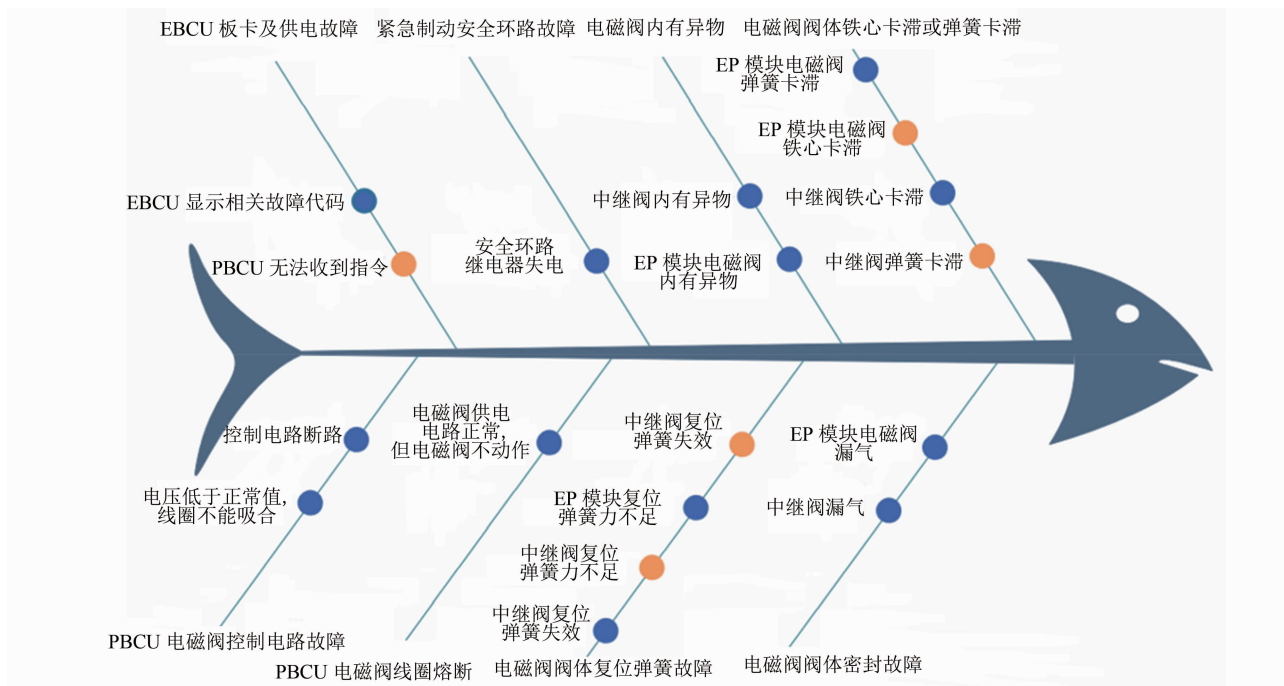 EBCU 板卡及供电故障
紧急制动安全环路故障
电磁阀内有异物
电磁阀阀体铁心卡滞或弹簧卡滞
EP 模块电磁阀
弹簧卡滞
EP 模块电磁阀
铁心卡滞
EBCU 显示相关故障代码
中继阀内有异物
中继阀铁心卡滞
PBCU 无法收到指令
安全环路
继电器失电
EP 模块电磁阀
内有异物
中继阀弹簧卡滞
控制电路断路
电磁阀供电
电路正常,
但电磁阀不动作
中继阀复位
弹簧失效
EP 模块电磁阀
漏气
电压低于正常值,
线圈不能吸合
EP 模块复位
弹簧力不足
中继阀漏气
中继阀复位
弹簧力不足
中继阀复位
弹簧失效
PBCU 电磁阀控制电路故障
PBCU 电磁阀线圈熔断
电磁阀阀体复位弹簧故障
电磁阀阀体密封故障